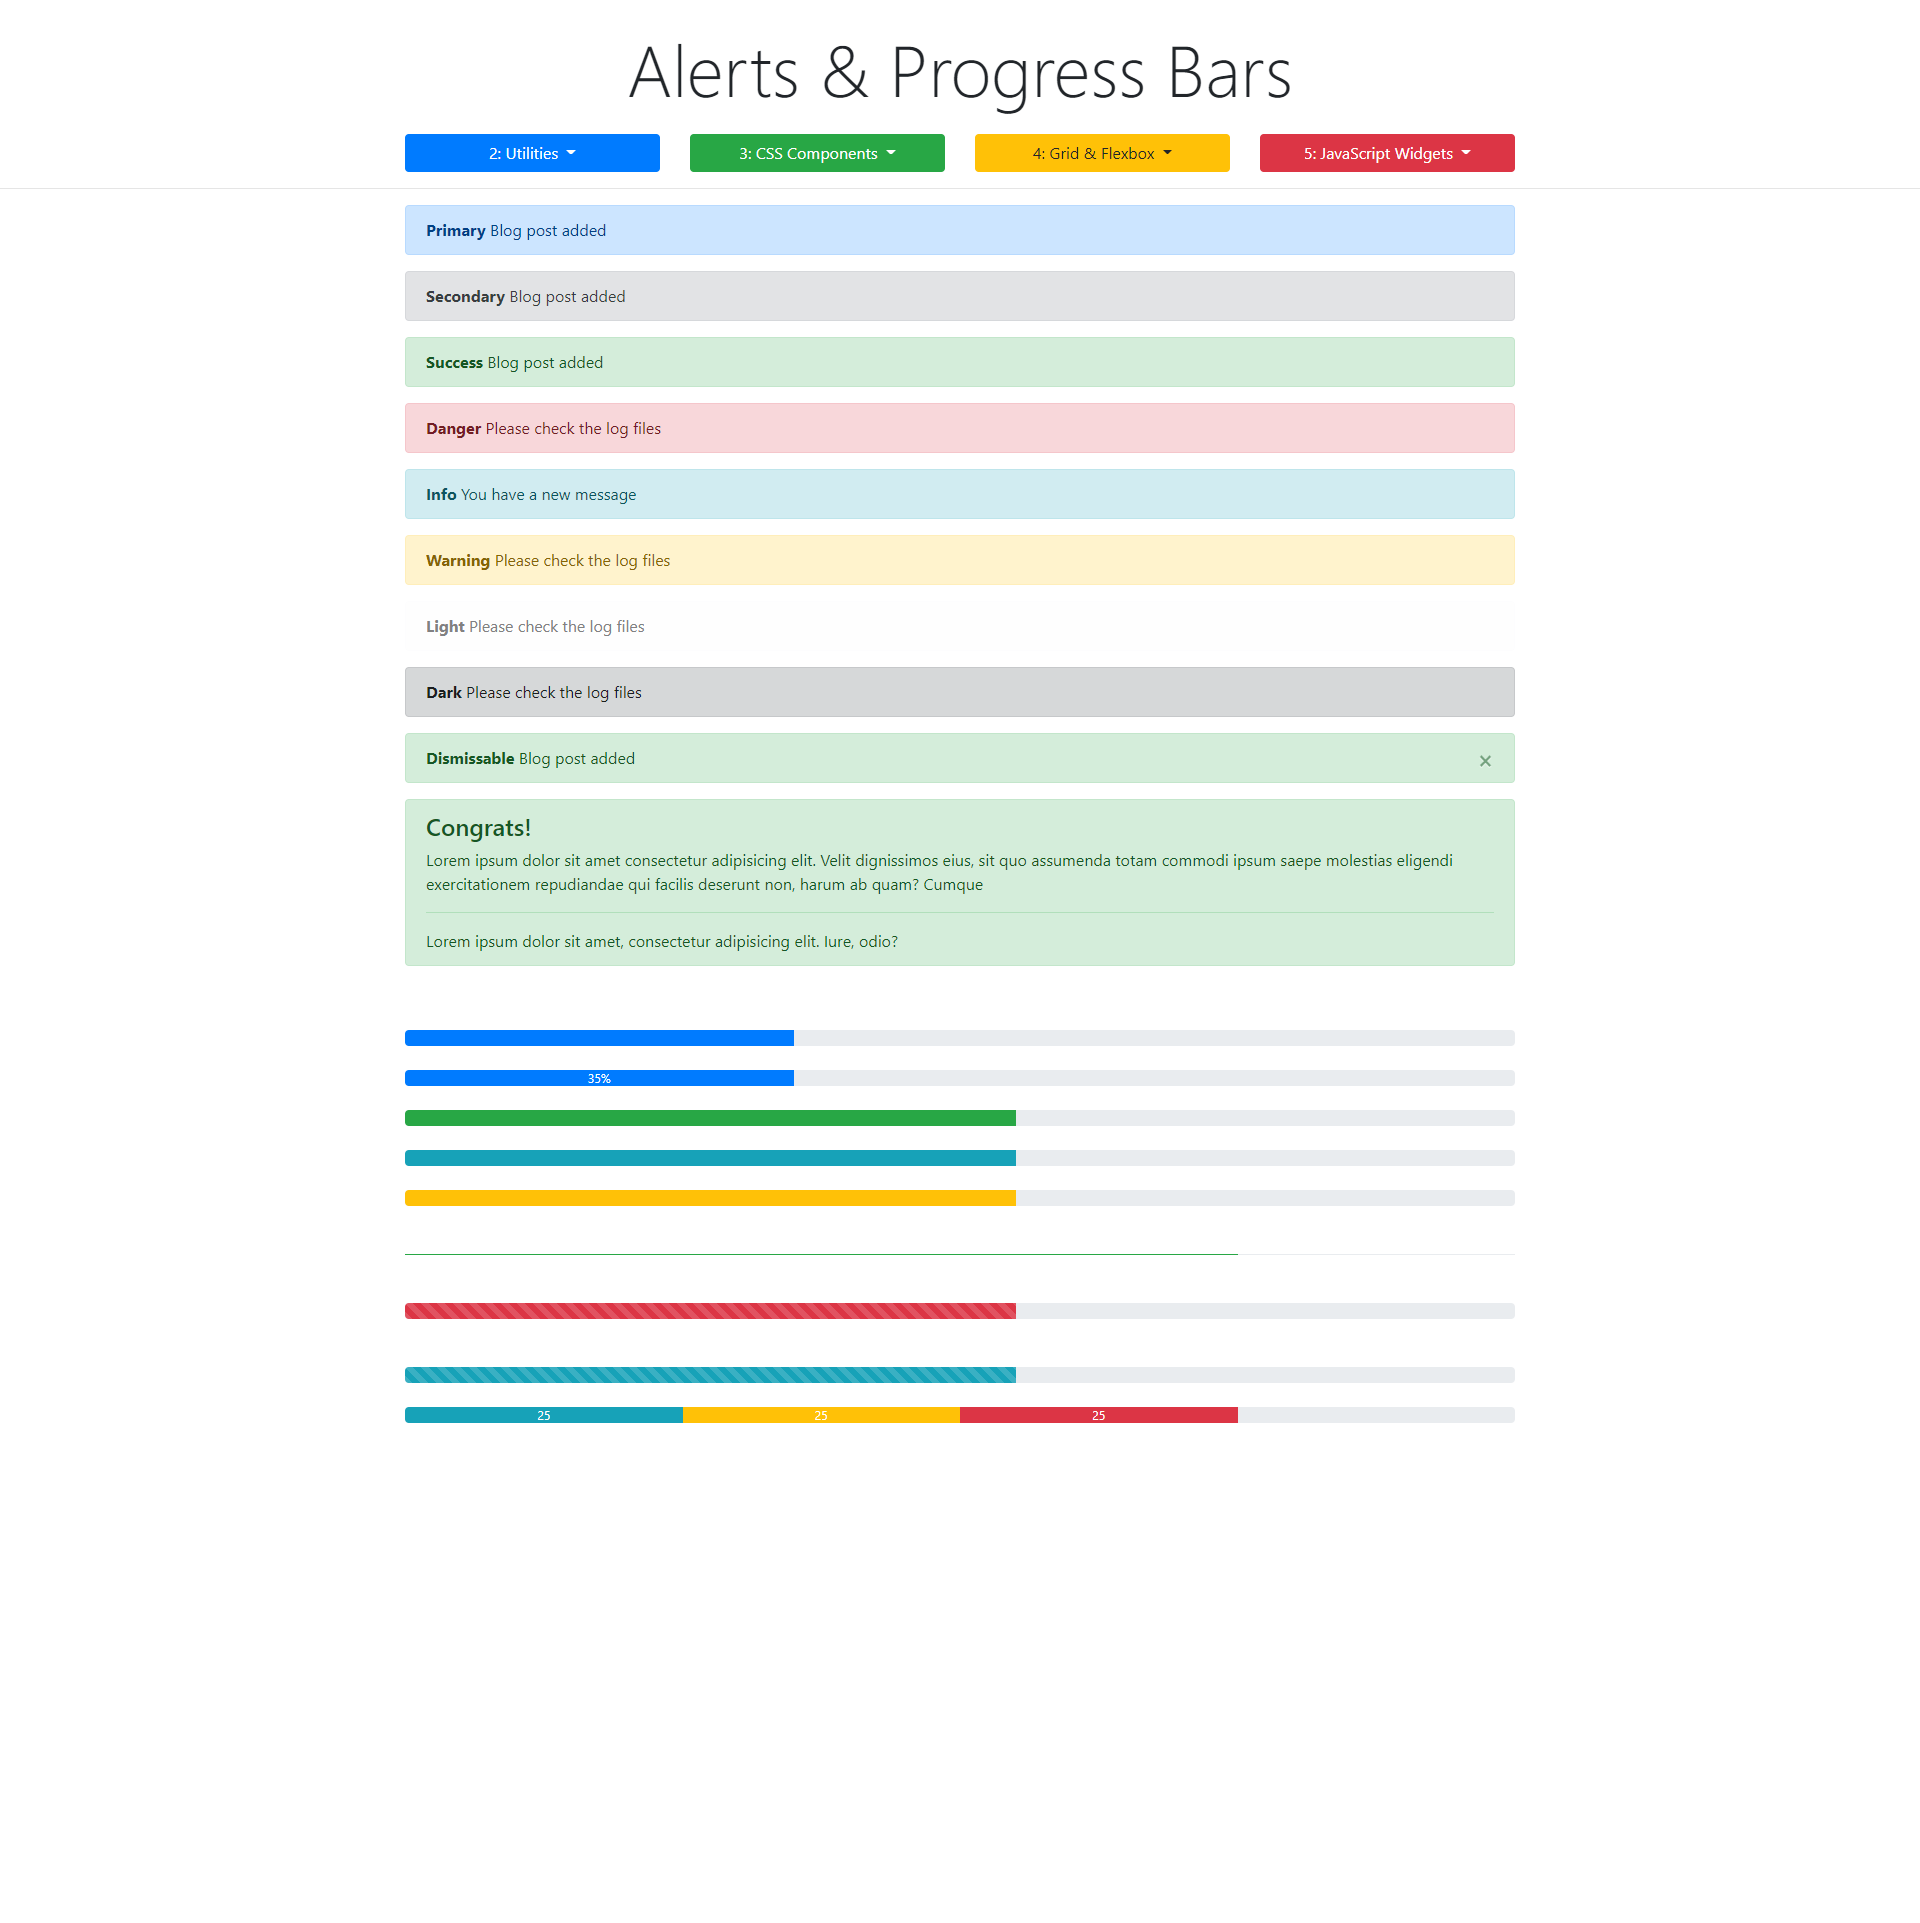 Alerts & Progress Bars
2: Utilities
3: CSS Components
4: Grid & Flexbox
5: JavaScript Widgets
Primary Blog post added
Secondary Blog post added
Success Blog post added
Danger Please check the log files
Info You have a new message
Warning Please check the log files
Light Please check the log files
Dark Please check the log files
Dismissable Blog post added ×
Congrats!
Lorem ipsum dolor sit amet consectetur adipisicing elit. Velit dignissimos eius, sit quo assumenda totam commodi ipsum saepe molestias eligendi
exercitationem repudiandae qui facilis deserunt non, harum ab quam? Cumque
Lorem ipsum dolor sit amet, consectetur adipisicing elit. Iure, odio?
35%
25 25 25